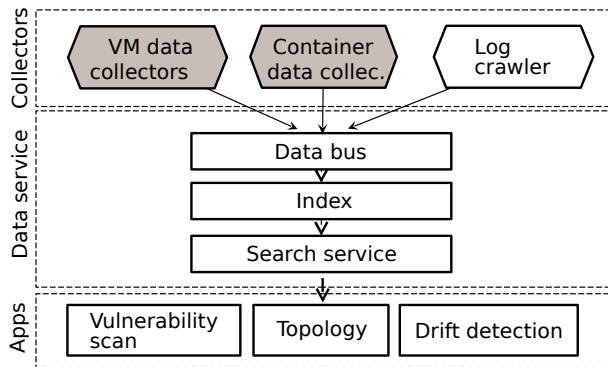 Collectors
VM data
collectors
Container
data collec.
Log
crawler
Data service
Data bus
Index
Search service
Apps
Vulnerability
scan
Topology
Drift detection